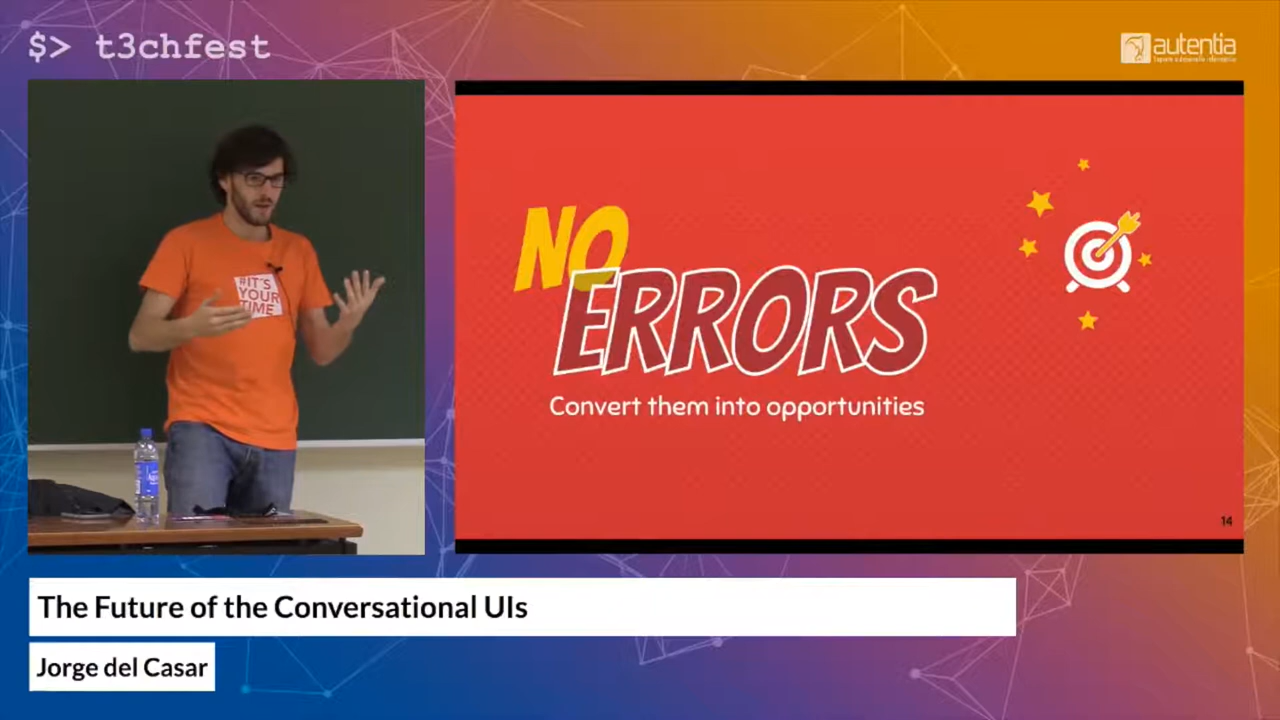 $> t3chfest
autentia
#IT'S
YOUR
TIME
NO
ERRORS
Convert them into opportunities
14
The Future of the Conversational UIs
Jorge del Casar